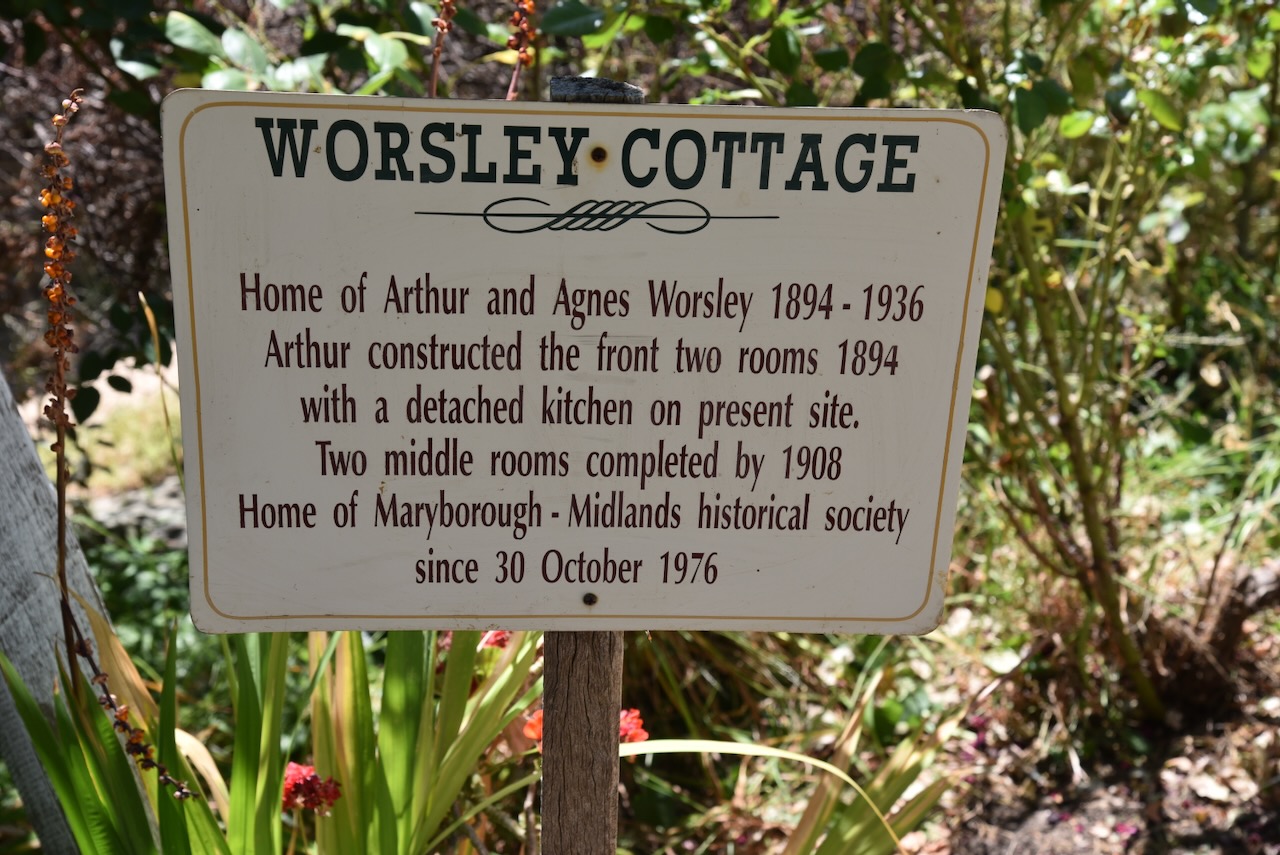 WORSLEY COTTAGE
Home of Arthur and Agnes Worsley 1894 - 1936
Arthur constructed the front two rooms 1894
with a detached kitchen on present site.
Two middle rooms completed by 1908
Home of Maryborough - Midlands historical society
since 30 October 1976